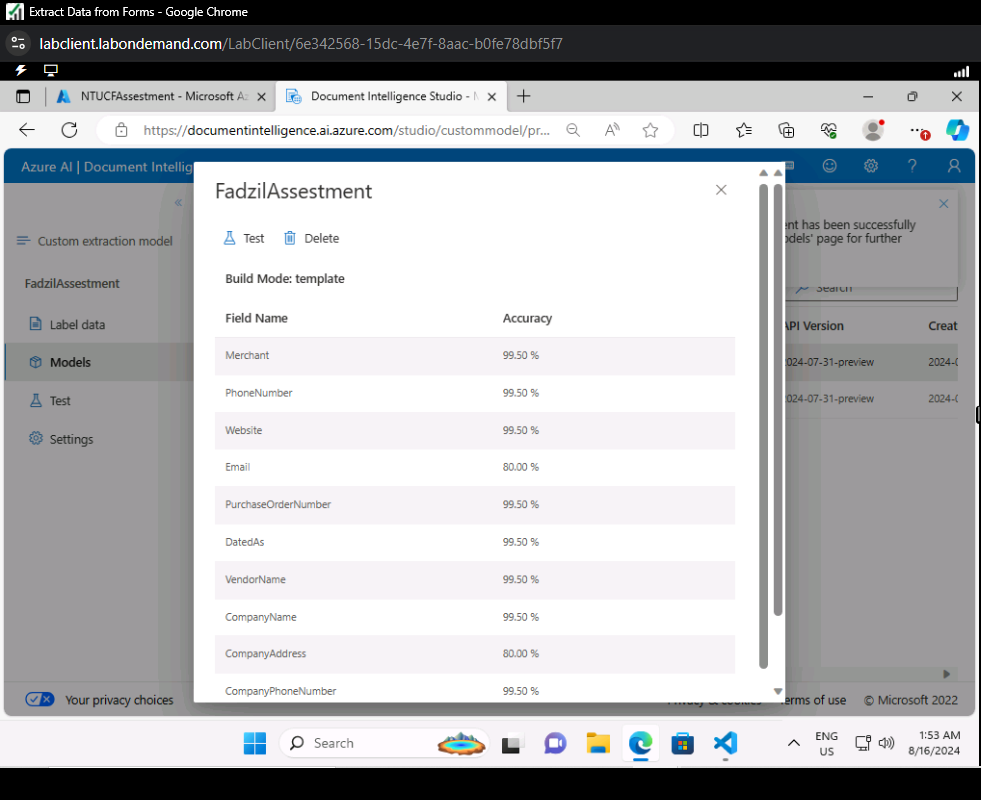 Extract Data from Forms - Google Chrome
labclient.labondemand.com/LabClient/6e342568-15dc-4e7f-8aac-b0fe78dbf5f7
NTUCFAssestment - Microsoft Az
Document Intelligence Studio - M
https://documentintelligence.ai.azure.com/studio/custommodel/pr...
Azure AI | Document Intellig
FadzilAssestment
ent has been successfully
odels' page for further
Test Delete
Custom extraction model
Build Mode: template
FadzilAssestment
Search
Field Name Accuracy
API Version Creat
Label data
Merchant 99.50 %
Models
2024-07-31-preview 2024-0
PhoneNumber 99.50 %
Test
2024-07-31-preview 2024-0
Website 99.50 %
Settings
Email 80.00 %
PurchaseOrderNumber 99.50 %
DatedAs 99.50 %
VendorName 99.50 %
CompanyName 99.50 %
CompanyAddress 80.00 %
CompanyPhoneNumber 99.50 %
Your privacy choices
Privacy & cookies
Terms of use
© Microsoft 2022
Search
ENG
US
1:53 AM
8/16/2024